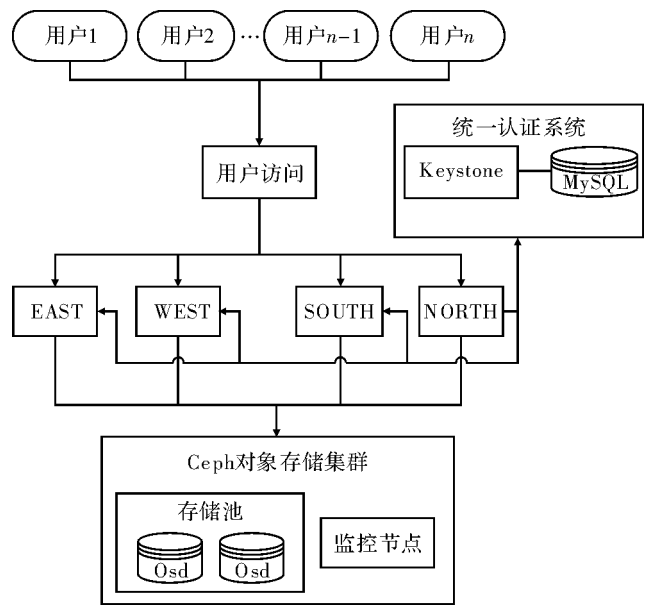 用户1
用户2
…
用户n-1
用户n
统一认证系统
用户访问
Keystone
MySQL
EAST
WEST
SOUTH
NORTH
Ceph对象存储集群
存储池
监控节点
Osd
Osd